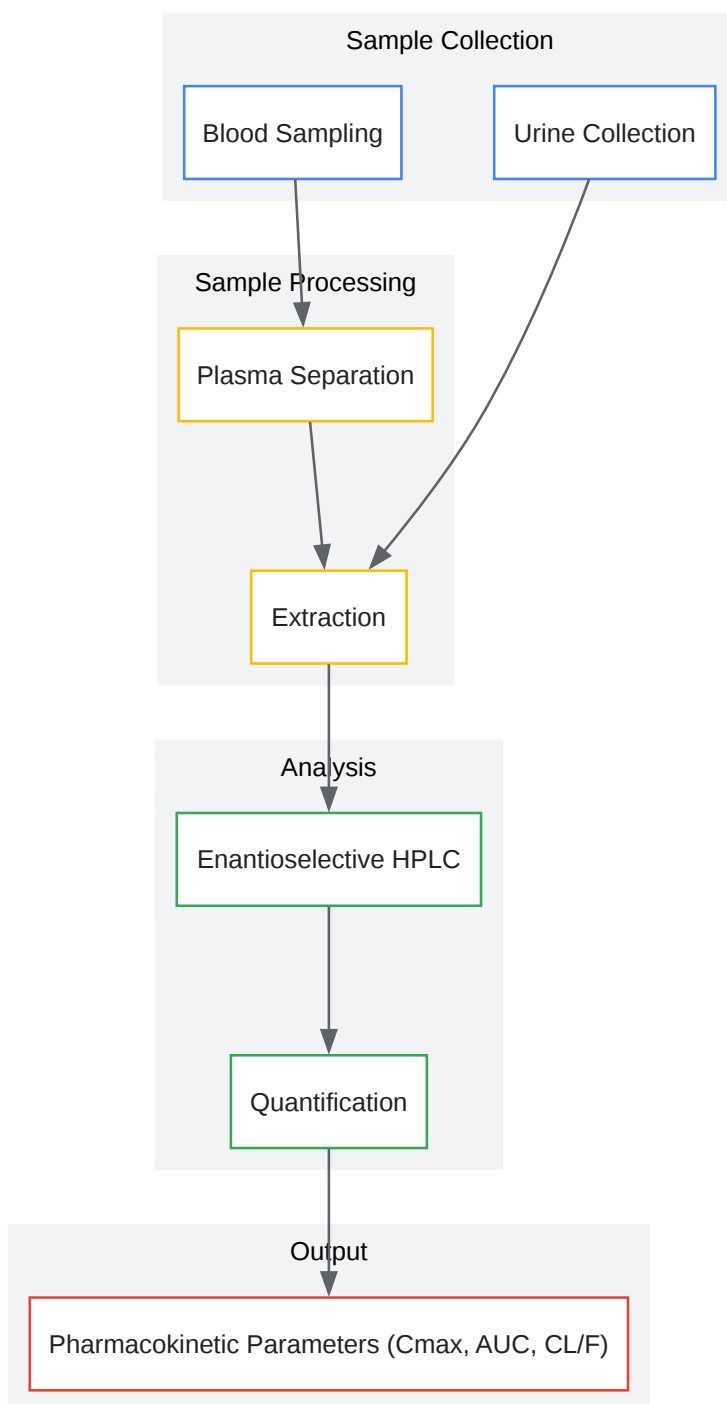 Sample Collection
Blood Sampling
Urine Collection
Sample Processing
Plasma Separation
Extraction
Analysis
Enantioselective HPLC
Quantification
Output
Pharmacokinetic Parameters (Cmax, AUC, CL/F)